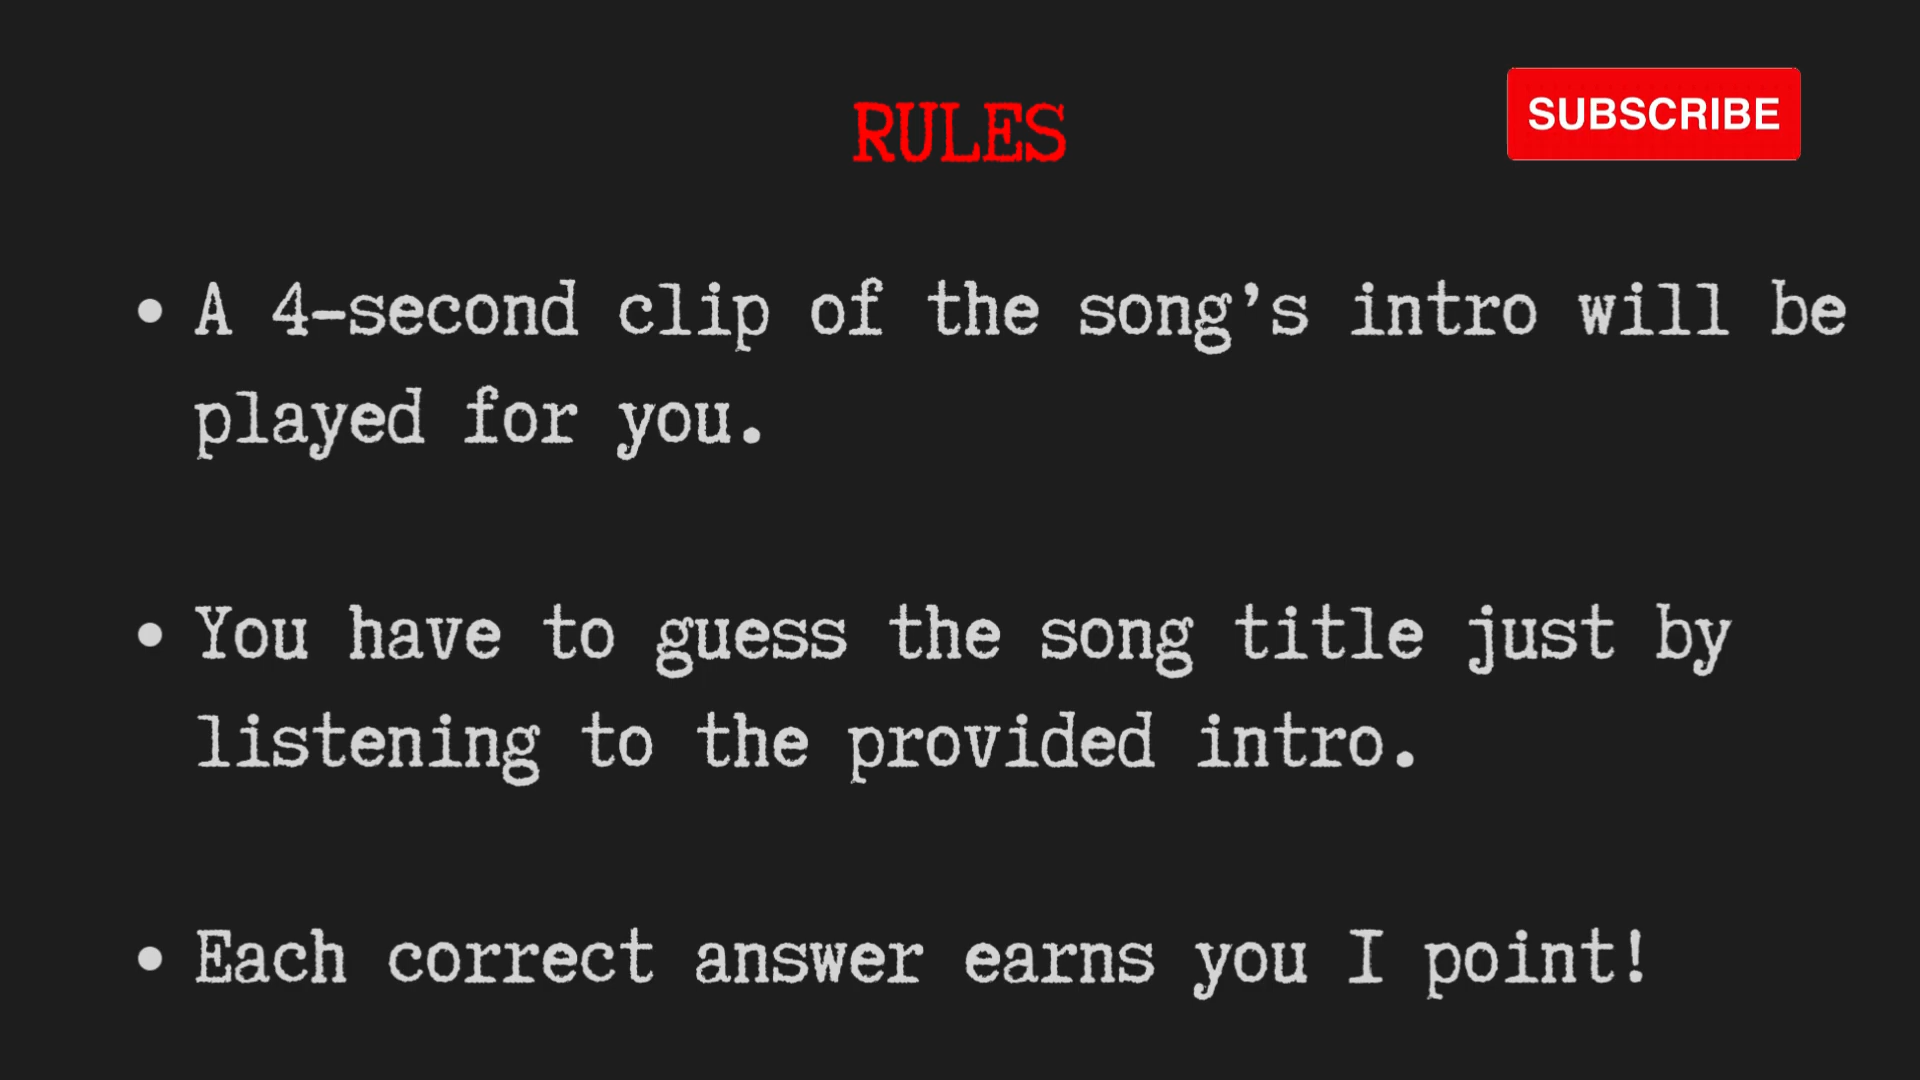 RULES
SUBSCRIBE
• A 4-second clip of the song’s intro will be
played for you.
• You have to guess the song title just by
listening to the provided intro.
• Each correct answer earns you I point!